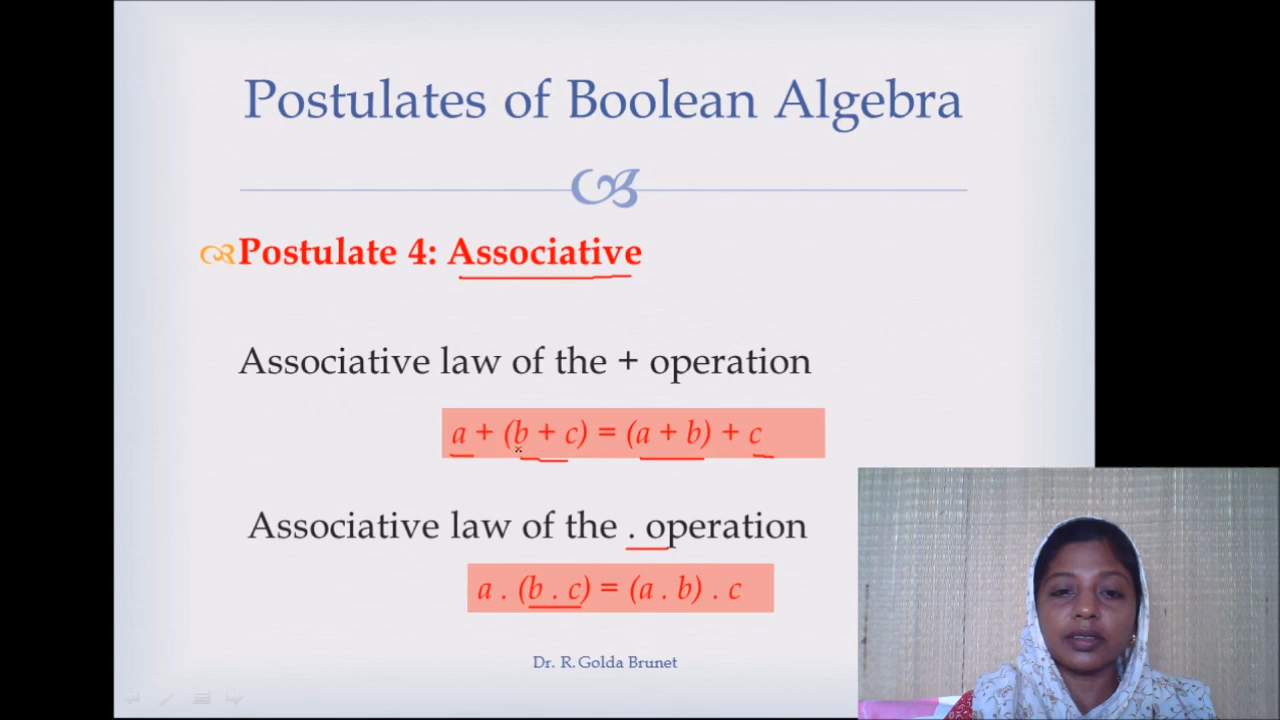 Postulates of Boolean Algebra
Postulate 4: Associative
Associative law of the + operation
a + (b + c) = (a + b) + c
Associative law of the . operation
a . (b . c) = (a . b) . c
Dr. R.Golda Brunet